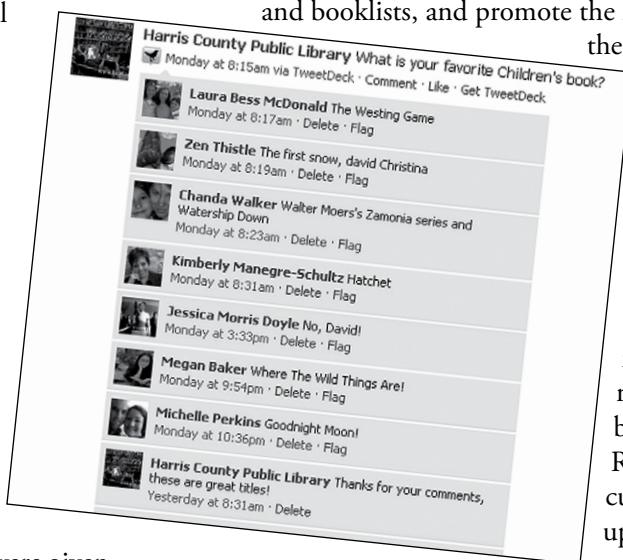 l
and booklists, and promote the
the
Harris County Public Library What is your favorite Children's book?
Monday at 8:15am via TweetDeck · Comment · Like · Get TweetDeck
Laura Bess McDonald The Westing Game
Monday at 8:17am · Delete · Flag
Zen Thistle The first snow, david Christina
Monday at 8:19am · Delete · Flag
Chanda Walker Walter Moers's Zamonia series and
Watership Down
Monday at 8:23am · Delete · Flag
Kimberly Manegre-Schultz Hatchet
Monday at 8:31am · Delete · Flag
Jessica Morris Doyle No, David!
Monday at 3:33pm · Delete · Flag
Megan Baker Where The Wild Things Are!
Monday at 9:54pm · Delete · Flag
Michelle Perkins Goodnight Moon!
Monday at 10:36pm · Delete · Flag
Harris County Public Library Thanks for your comments,
these are great titles!
Yesterday at 8:31am · Delete
b
R
cu
up
were given